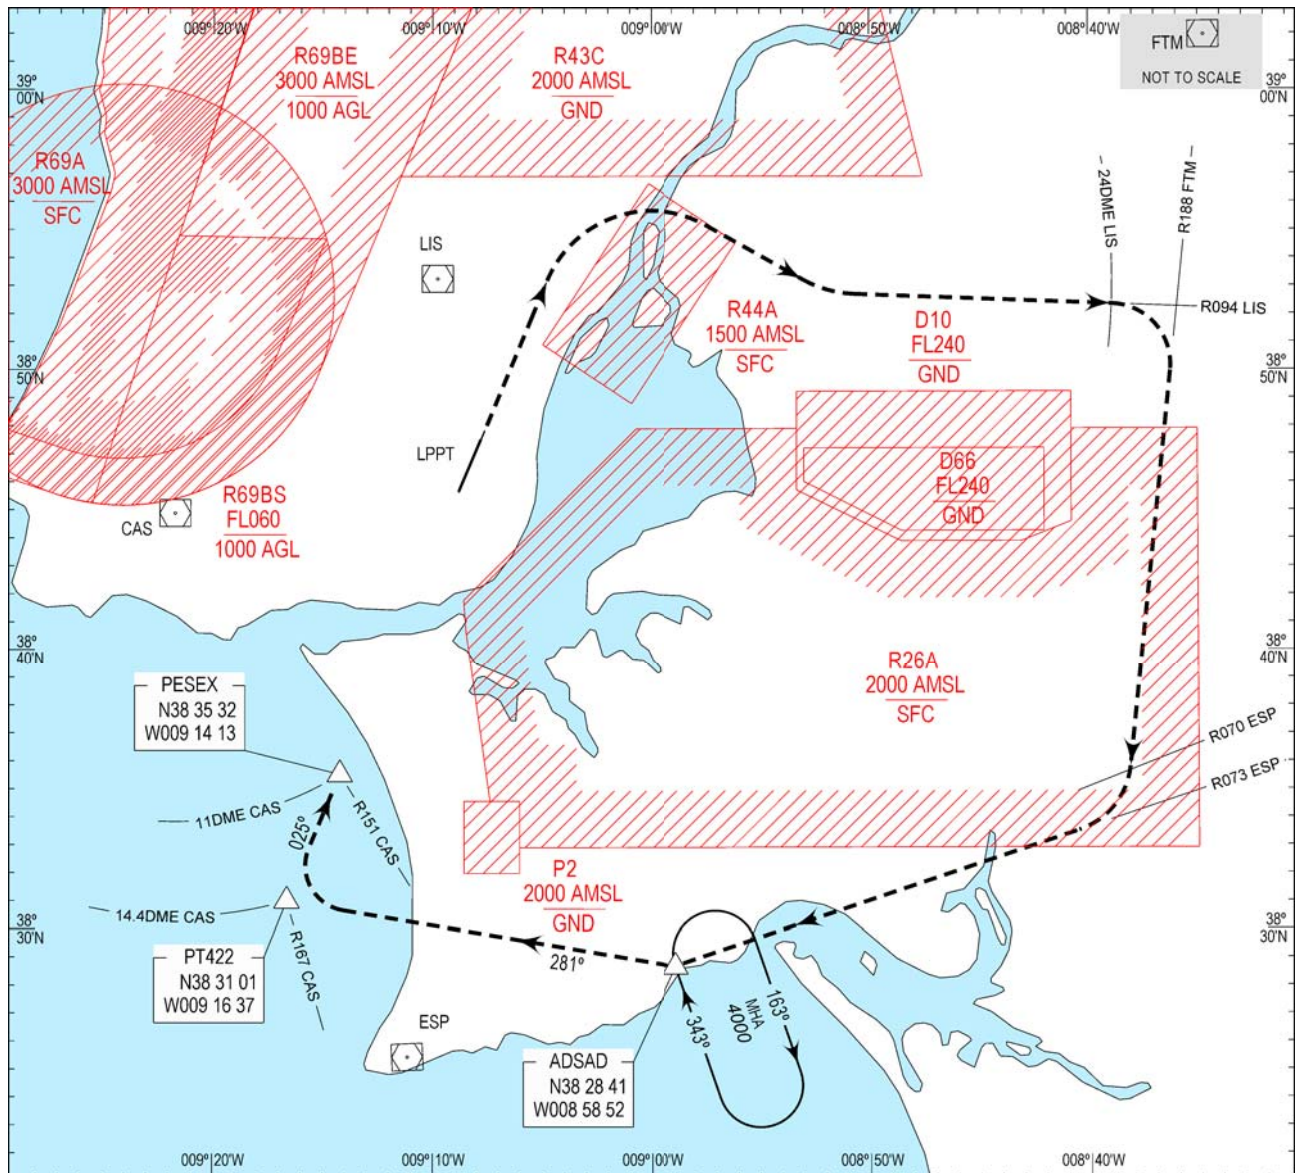 009°20'W
009°10'W
009°00'W
008°50'W
008°40'W
FTM
NOT TO SCALE
39°
00'N
39°
00'N
R69BE
3000 AMSL
1000 AGL
R43C
2000 AMSL
GND
R69A
3000 AMSL
SFC
24DME LIS
R188 FTM
LIS
R094 LIS
R44A
1500 AMSL
SFC
D10
FL240
GND
38°
50'N
38°
50'N
LPPT
D66
FL240
GND
R69BS
FL060
1000 AGL
CAS
38°
40'N
38°
40'N
R26A
2000 AMSL
SFC
PESEX
N38 35 32
W009 14 13
R070 ESP
R073 ESP
11DME CAS
025°
R151 CAS
P2
2000 AMSL
GND
14.4DME CAS
R167 CAS
38°
30'N
38°
30'N
PT422
N38 31 01
W009 16 37
281°
163°
MHA
4000
343°
ESP
ADSAD
N38 28 41
W008 58 52
009°20'W
009°10'W
009°00'W
008°50'W
008°40'W